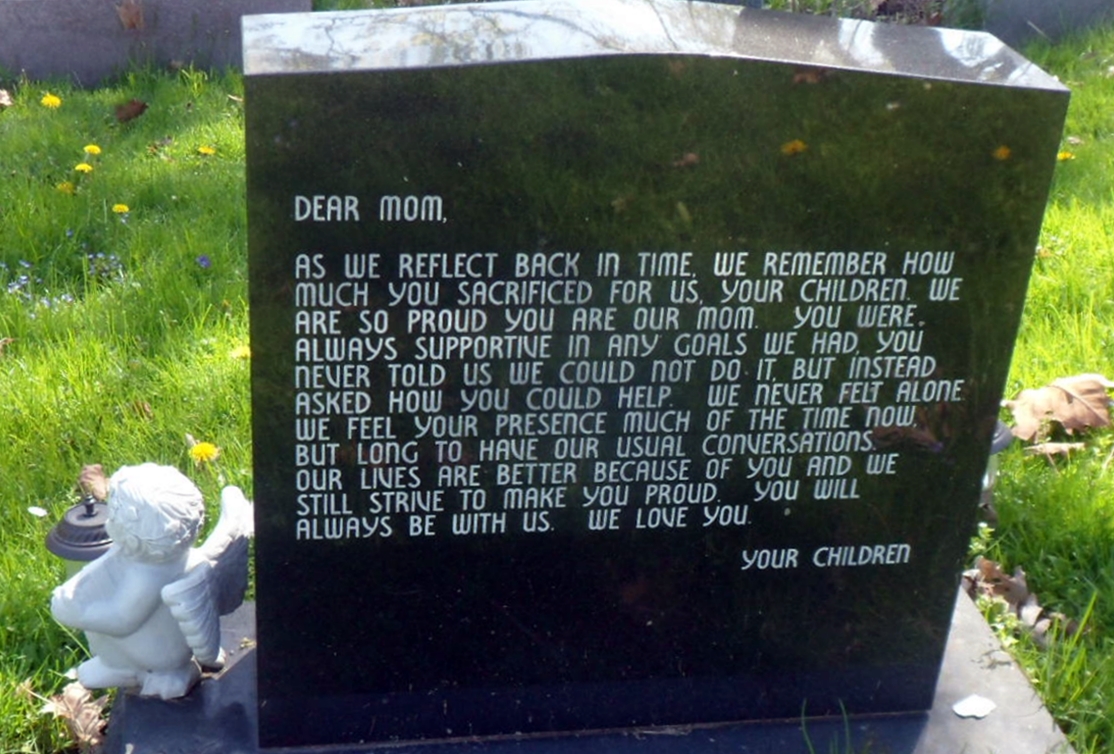 DEAR MOM,
AS WE REFLECT BACK IN TIME, WE REMEMBER HOW
MUCH YOU SACRIFICED FOR US, YOUR CHILDREN. WE
ARE SO PROUD YOU ARE OUR MOM. YOU WERE
ALWAYS SUPPORTIVE IN ANY GOALS WE HAD, YOU
NEVER TOLD US WE COULD NOT DO IT, BUT INSTEAD
ASKED HOW YOU COULD HELP. WE NEVER FELT ALONE.
WE FEEL YOUR PRESENCE MUCH OF THE TIME NOW,
BUT LONG TO HAVE OUR USUAL CONVERSATIONS.
OUR LIVES ARE BETTER BECAUSE OF YOU AND WE
STILL STRIVE TO MAKE YOU PROUD. YOU WILL
ALWAYS BE WITH US. WE LOVE YOU.
YOUR CHILDREN